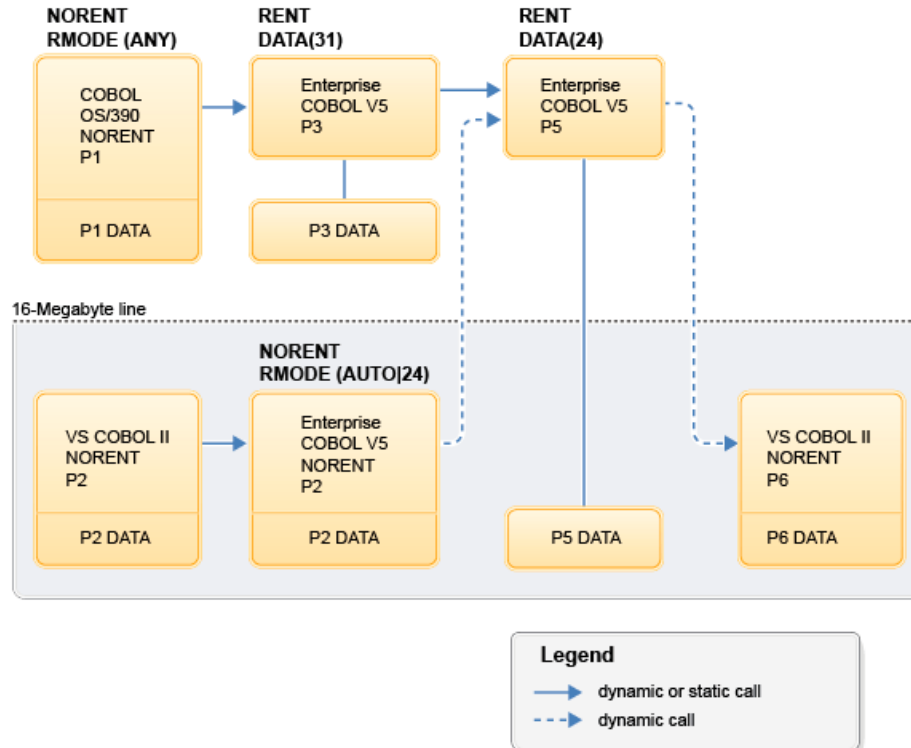 NORENT
RMODE (ANY)
RENT
DATA(31)
RENT
DATA(24)
COBOL
OS/390
NORENT
P1
P1 DATA
Enterprise
COBOL V5
P3
P3 DATA
Enterprise
COBOL V5
P5
16-Megabyte line
NORENT
RMODE (AUTO|24)
VS COBOL II
NORENT
P2
P2 DATA
Enterprise
COBOL V5
NORENT
P2
P2 DATA
P5 DATA
VS COBOL II
NORENT
P6
P6 DATA
Legend
dynamic or static call
dynamic call